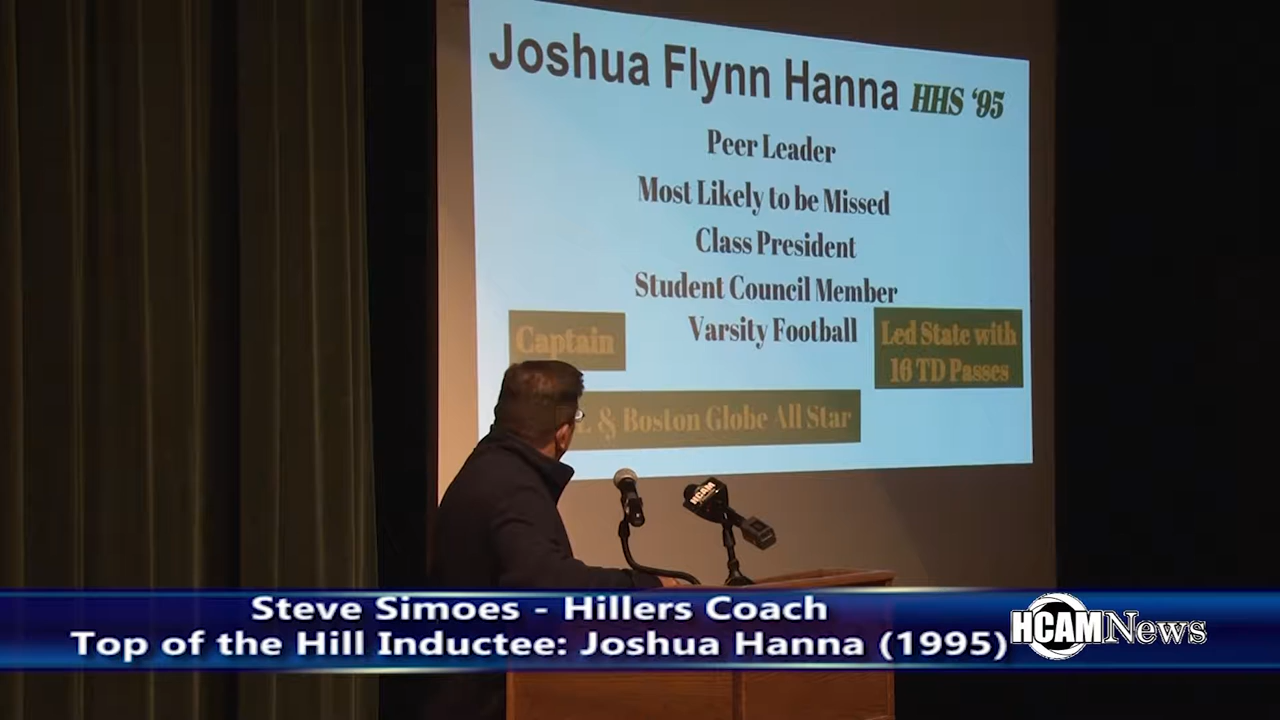 Joshua Flynn Hanna HHS '95
Peer Leader
Most Likely to be Missed
Class President
Student Council Member
Captain
Varsity Football
Led State with
16 TD Passes
& Boston Globe All Star
HCAM
Steve Simoes - Hillers Coach
Top of the Hill Inductee: Joshua Hanna (1995)
HCAMNews